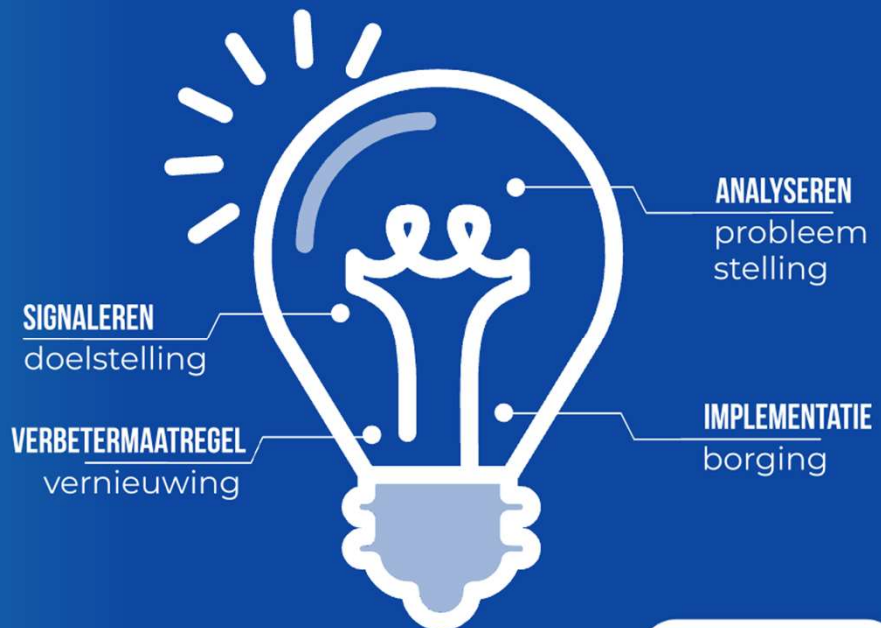 ANALYSEREN
probleem
stelling
SIGNALEREN
doelstelling
VERBETERMAATREGEL
vernieuwing
IMPLEMENTATIE
borging